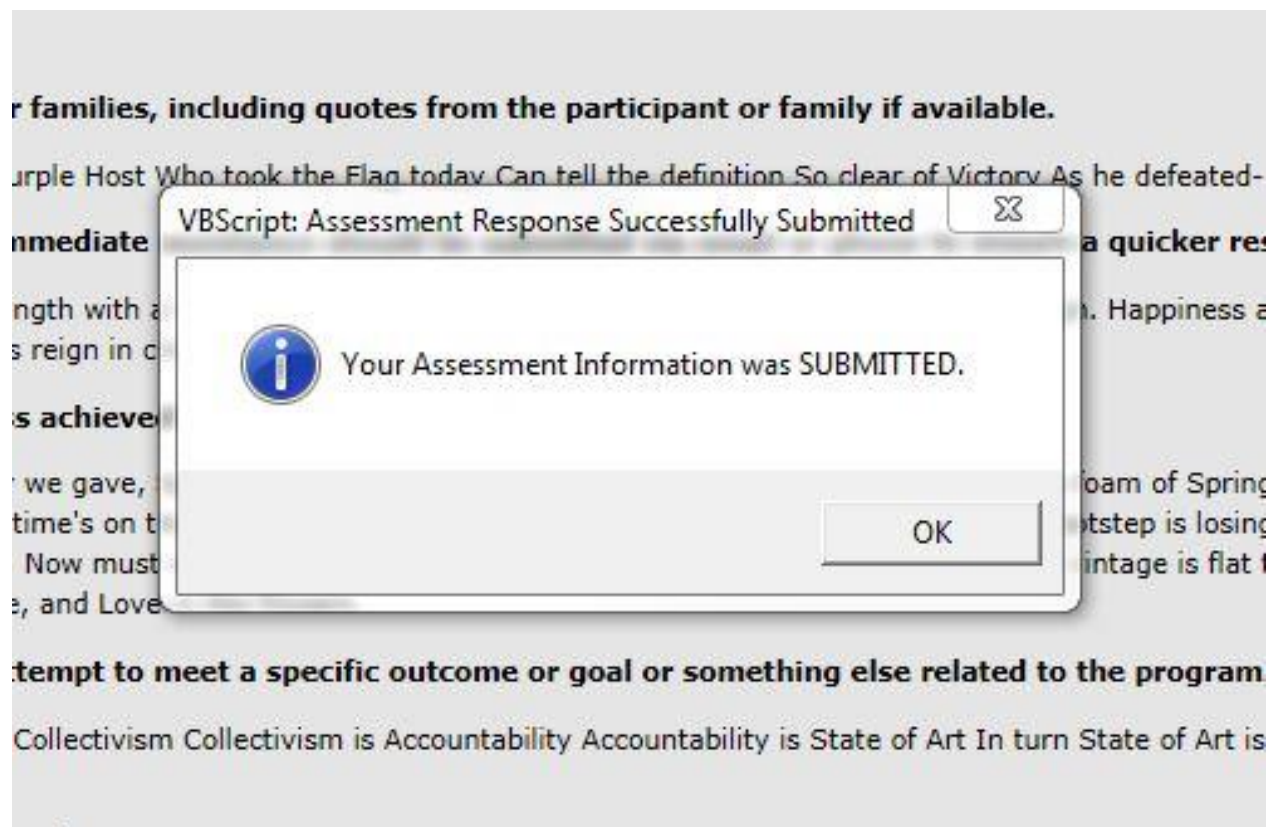 r families, including quotes from the participant or family if available.
urple Host Who took the Flag today Can tell the definition So clear of Victory As he defeated-
VBScript: Assessment Response Successfully Submitted
mmediate a quicker res
ngth with a . Happiness a
s reign in c
Your Assessment Information was SUBMITTED.
s achieve
we gave, foam of Spring
time's on t otstep is losing
OK
Now must intage is flat t
e, and Love
ttempt to meet a specific outcome or goal or something else related to the program
Collectivism Collectivism is Accountability Accountability is State of Art In turn State of Art is